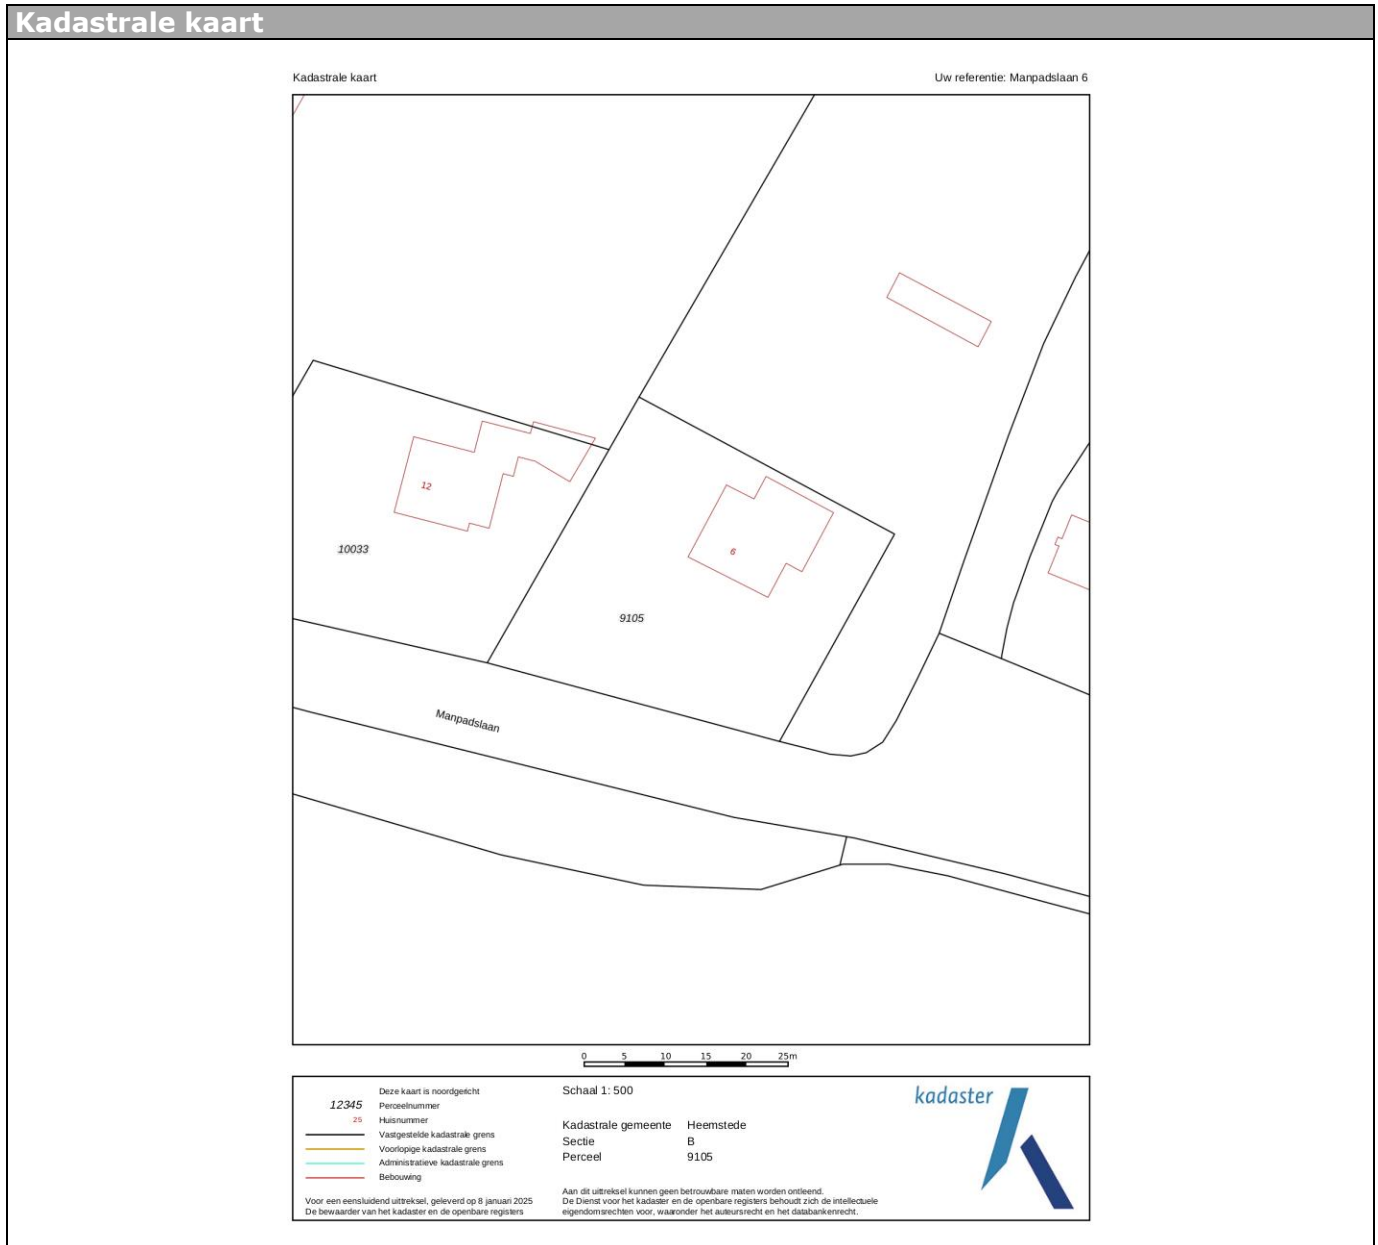 Kadastrale kaart
Kadastrale kaart
Uw referentie: Manpadslaan 6
12
10033
6
9105
Manpadslaan
0 5 10 15 20 25m
Deze kaart is noordgericht
12345 Perceelnummer
25 Huisnummer
Vastgestelde kadastrale grens
Voorlopige kadastrale grens
Administratieve kadastrale grens
Bebouwing
Voor een eensluidend uittreksel, geleverd op 8 januari 2025
De bewaarder van het kadaster en de openbare registers
Schaal 1: 500
Kadastrale gemeente Heemstede
Sectie B
Perceel 9105
Aan dit uittreksel kunnen geen betrouwbare maten worden ontleend.
De Dienst voor het kadaster en de openbare registers behoudt zich de intellectuele
eigendomsrechten voor, waaronder het auteursrecht en het databankenrecht.
kadaster